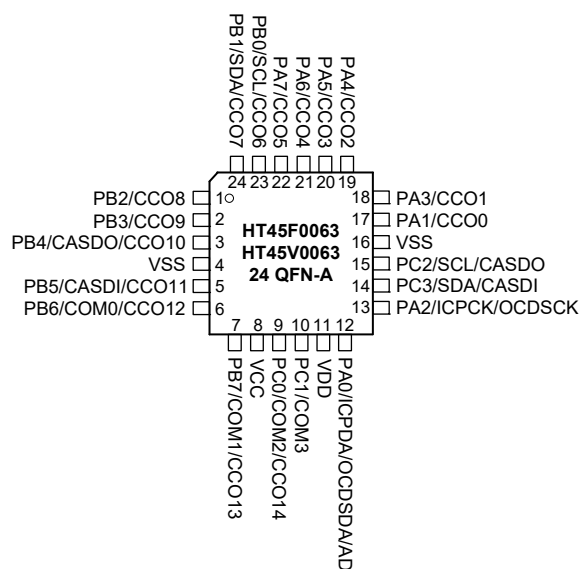 PB1/SDA/CCO7
PB0/SCL/CCO6
PA7/CCO5
PA6/CCO4
PA5/CCO3
PA4/CCO2
24 23 22 21 20 19
PB2/CCO8 1
PB3/CCO9 2
PB4/CASDO/CCO10 3
VSS 4
PB5/CASDI/CCO11 5
PB6/COM0/CCO12 6
HT45F0063
HT45V0063
24 QFN-A
18 PA3/CCO1
17 PA1/CCO0
16 VSS
15 PC2/SCL/CASDO
14 PC3/SDA/CASDI
13 PA2/ICPCK/OCDSCK
7 8 9 10 11 12
PB7/COM1/CCO13
VCC
PC0/COM2/CCO14
PC1/COM3
VDD
PA0/ICPDA/OCDSDA/AD